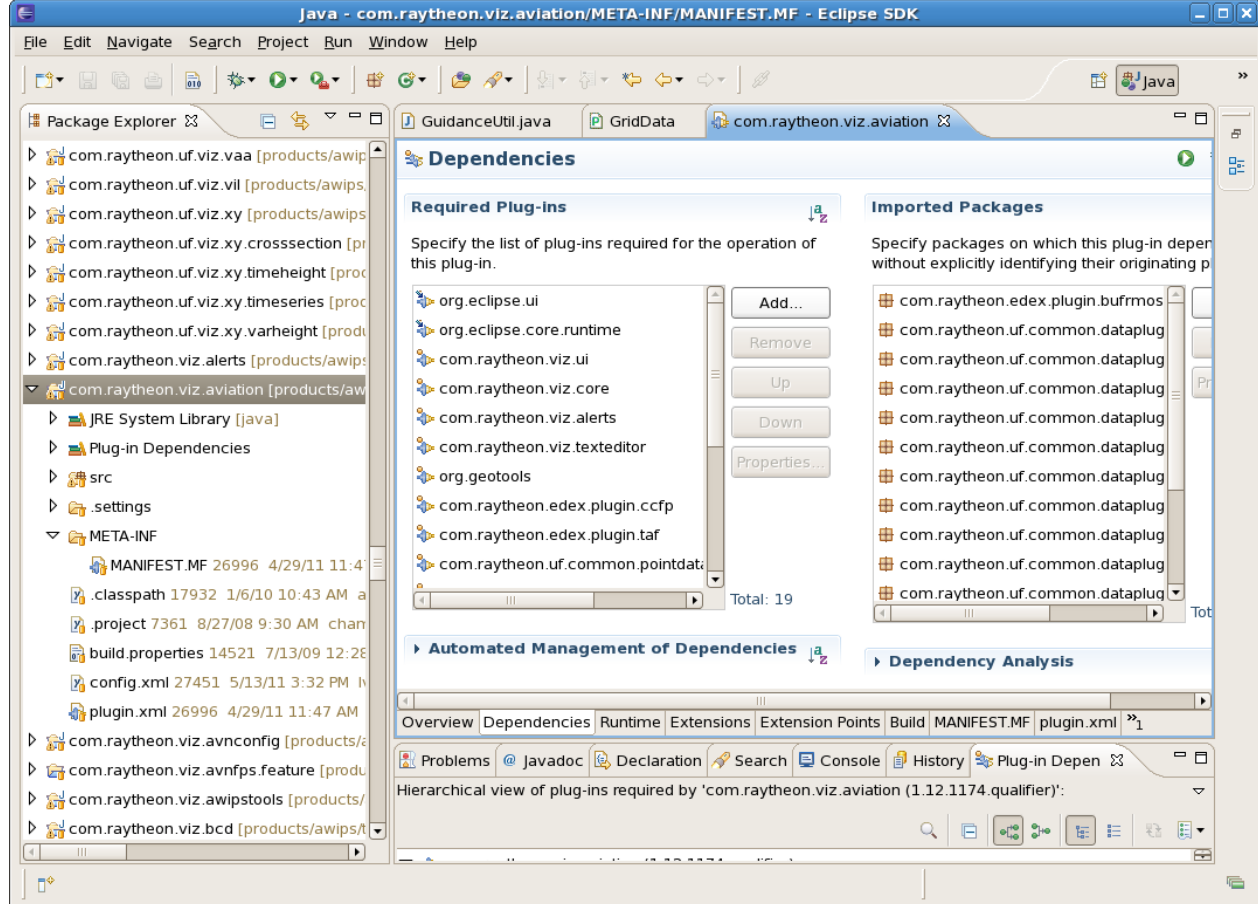 Java - com.raytheon.viz.aviation/META-INF/MANIFEST.MF - Eclipse SDK
File Edit Navigate Search Project Run Window Help
Java
Package Explorer
com.raytheon.uf.viz.vaa [products/awip
com.raytheon.uf.viz.vil [products/awips
com.raytheon.uf.viz.xy [products/awips
com.raytheon.uf.viz.xy.crosssection [pr
com.raytheon.uf.viz.xy.timeheight [prod
com.raytheon.uf.viz.xy.timeseries [prod
com.raytheon.uf.viz.xy.varheight [produ
com.raytheon.viz.alerts [products/awips
com.raytheon.viz.aviation [products/aw
JRE System Library [java]
Plug-in Dependencies
src
.settings
META-INF
MANIFEST.MF 26996 4/29/11 11:47
.classpath 17932 1/6/10 10:43 AM a
.project 7361 8/27/08 9:30 AM cham
build.properties 14521 7/13/09 12:28
config.xml 27451 5/13/11 3:32 PM lv
plugin.xml 26996 4/29/11 11:47 AM
com.raytheon.viz.avnconfig [products/a
com.raytheon.viz.avnfps.feature [produ
com.raytheon.viz.awipstools [products/
com.raytheon.viz.bcd [products/awips/t
GuidanceUtil.java GridData com.raytheon.viz.aviation
Dependencies
Required Plug-ins
Specify the list of plug-ins required for the operation of
this plug-in.
org.eclipse.ui
org.eclipse.core.runtime
com.raytheon.viz.ui
com.raytheon.viz.core
com.raytheon.viz.alerts
com.raytheon.viz.texteditor
org.geotools
com.raytheon.edex.plugin.ccfp
com.raytheon.edex.plugin.taf
com.raytheon.uf.common.pointdata
Add...
Remove
Up
Down
Properties...
Total: 19
Automated Management of Dependencies
Imported Packages
Specify packages on which this plug-in depen
without explicitly identifying their originating pl
com.raytheon.edex.plugin.bufrmos
com.raytheon.uf.common.dataplug
com.raytheon.uf.common.dataplug
com.raytheon.uf.common.dataplug
com.raytheon.uf.common.dataplug
com.raytheon.uf.common.dataplug
com.raytheon.uf.common.dataplug
com.raytheon.uf.common.dataplug
com.raytheon.uf.common.dataplug
com.raytheon.uf.common.dataplug
com.raytheon.uf.common.dataplug
Pr
Tot
Dependency Analysis
Overview Dependencies Runtime Extensions Extension Points Build MANIFEST.MF plugin.xml »1
Problems @ Javadoc Declaration Search Console History Plug-in Depen
Hierarchical view of plug-ins required by 'com.raytheon.viz.aviation (1.12.1174.qualifier)':